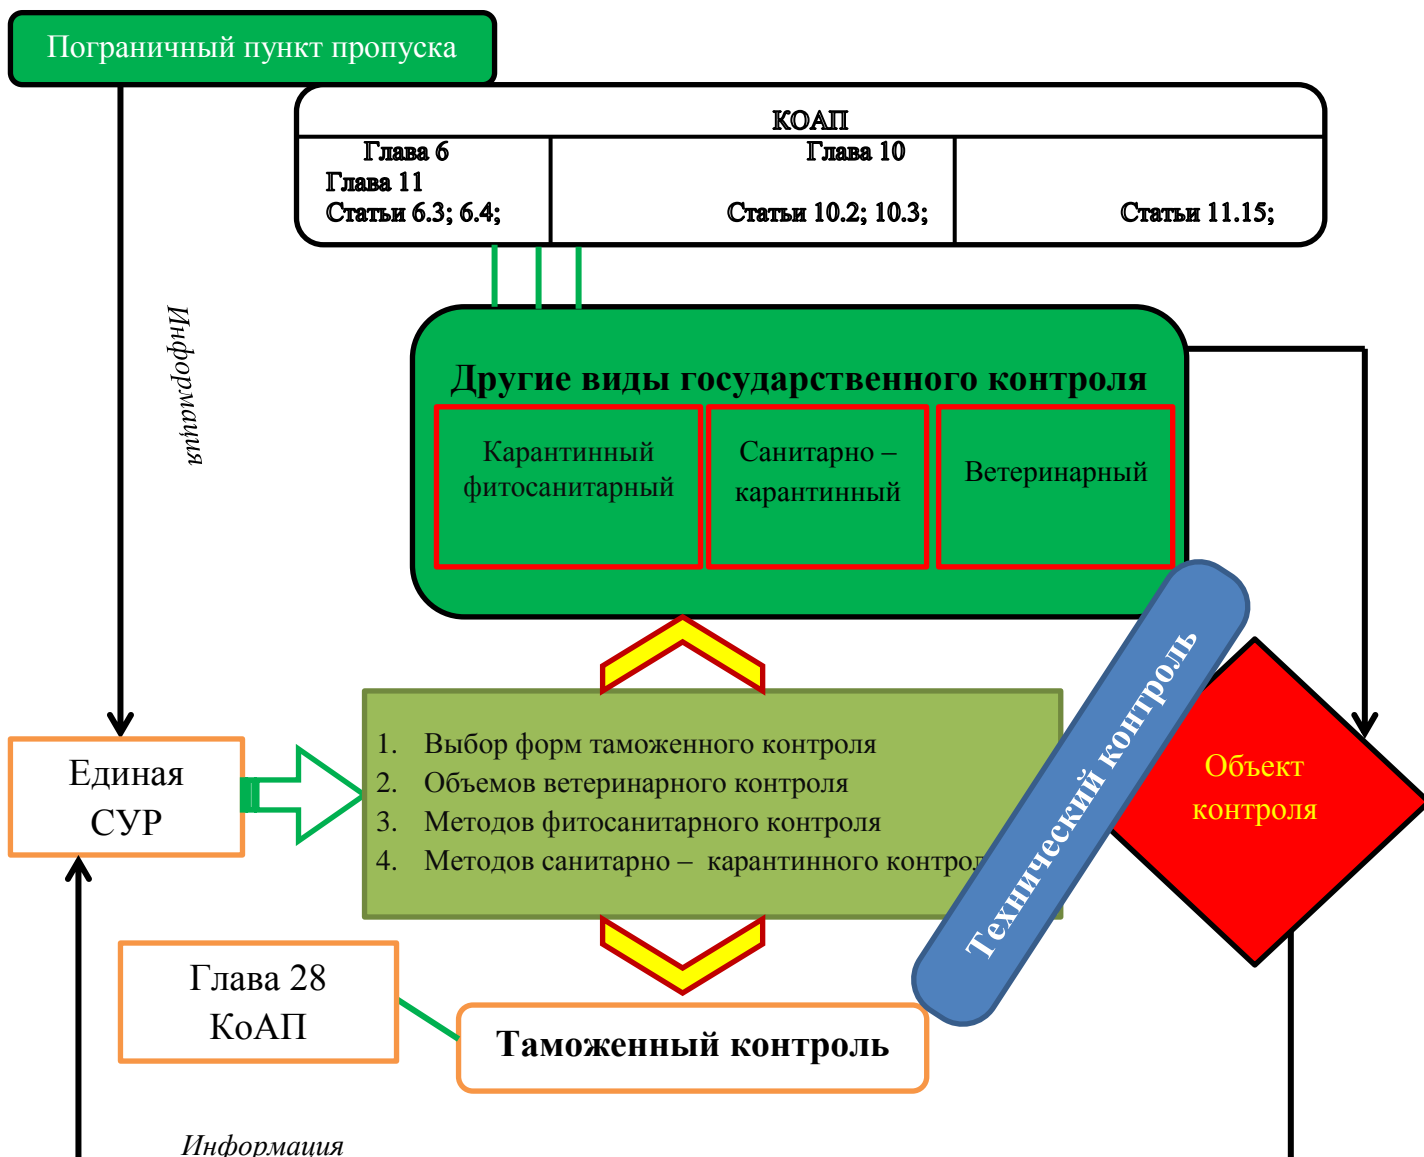 Пограничный пункт пропуска
КОАП
Глава 6
Глава 10
Глава 11
Статьи 6.3; 6.4;
Статьи 10.2; 10.3;
Статьи 11.15;
Информация
Другие виды государственного контроля
Карантинный
фитосанитарный
Санитарно –
карантинный
Ветеринарный
Технический контроль
Объект
контроля
Единая
СУР
1. Выбор форм таможенного контроля
2. Объемов ветеринарного контроля
3. Методов фитосанитарного контроля
4. Методов санитарно – карантинного контрол
Глава 28
КоАП
Таможенный контроль
Информация